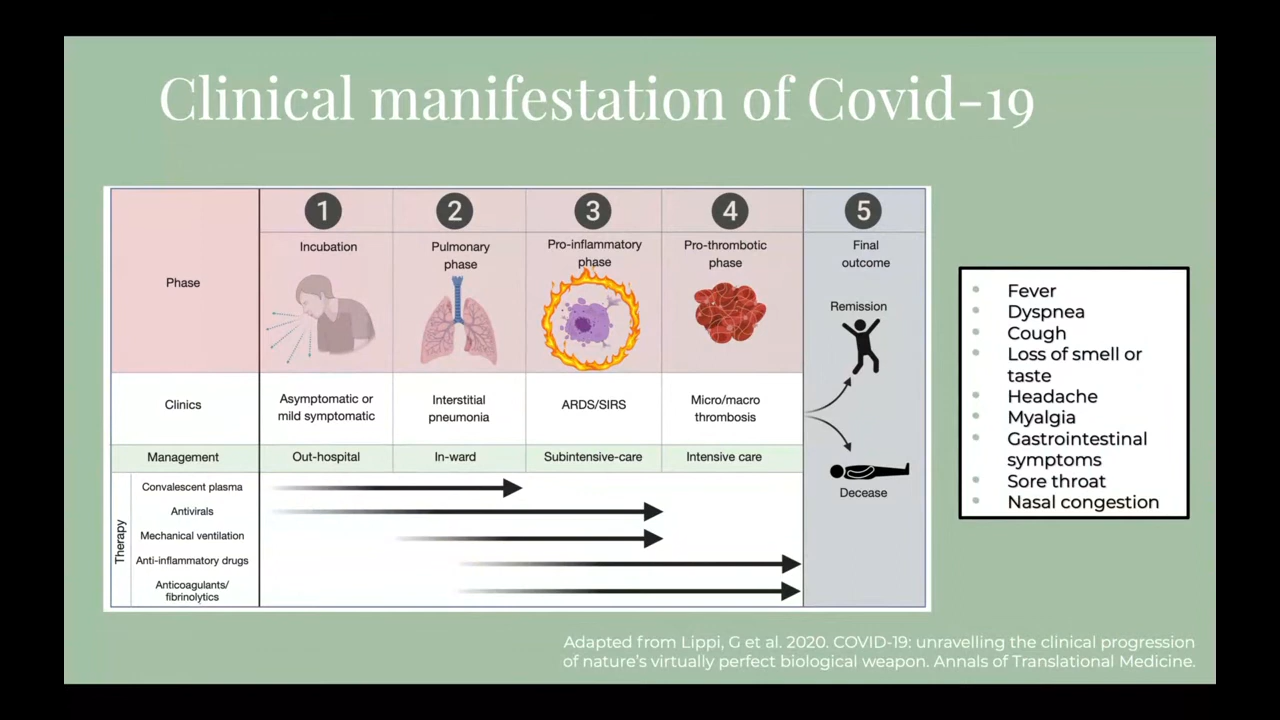 Clinical manifestation of Covid-19
Phase
1
2
3
4
5
Incubation
Pulmonary
phase
Pro-inflammatory
phase
Pro-thrombotic
phase
Final
outcome
Remission
Decease
Clinics
Asymptomatic or
mild symptomatic
Interstitial
pneumonia
ARDS/SIRS
Micro/macro
thrombosis
Management
Out-hospital
In-ward
Subintensive-care
Intensive care
Therapy
Convalescent plasma
Antivirals
Mechanical ventilation
Anti-inflammatory drugs
Anticoagulants/
fibrinolytics
Fever
Dyspnea
Cough
Loss of smell or
taste
Headache
Myalgia
Gastrointestinal
symptoms
Sore throat
Nasal congestion
Adapted from Lippi, G et al. 2020. COVID-19: unravelling the clinical progression
of nature's virtually perfect biological weapon. Annals of Translational Medicine.